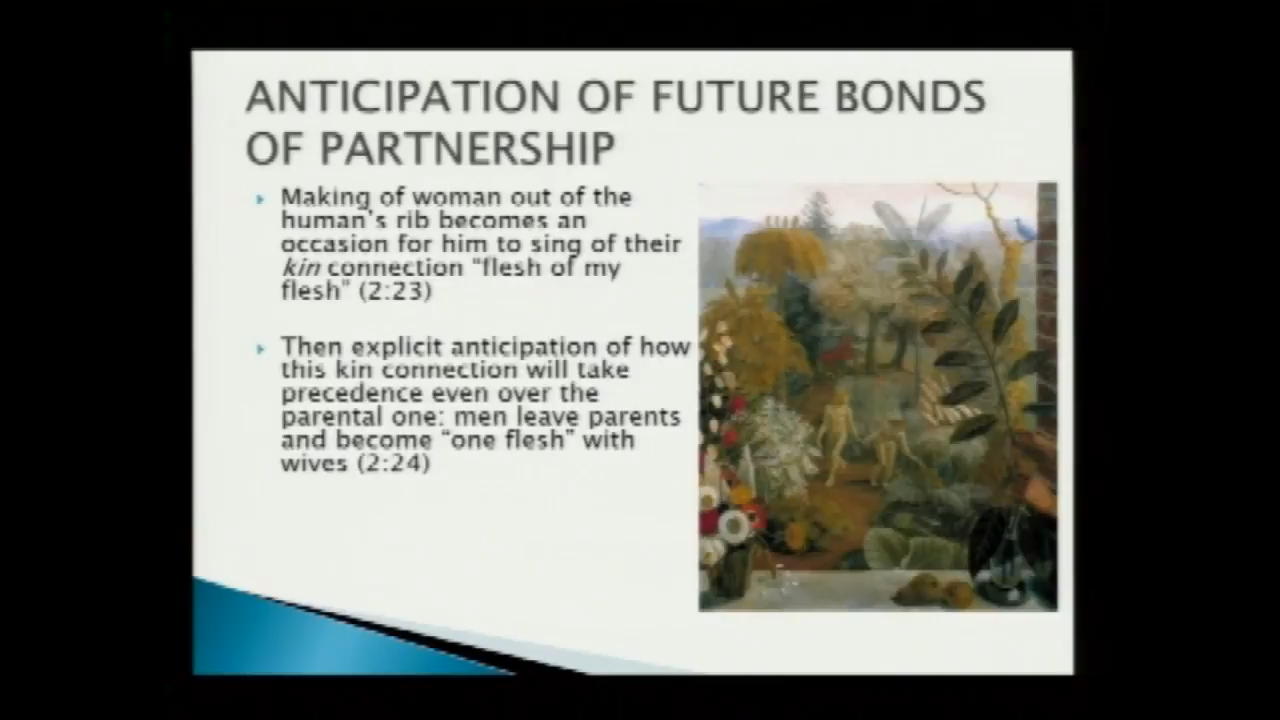 ANTICIPATION OF FUTURE BONDS
OF PARTNERSHIP
Making of woman out of the
human's rib becomes an
occasion for him to sing of their
kin connection "flesh of my
flesh" (2:23)
Then explicit anticipation of how
this kin connection will take
precedence even over the
parental one: men leave parents
and become "one flesh" with
wives (2:24)